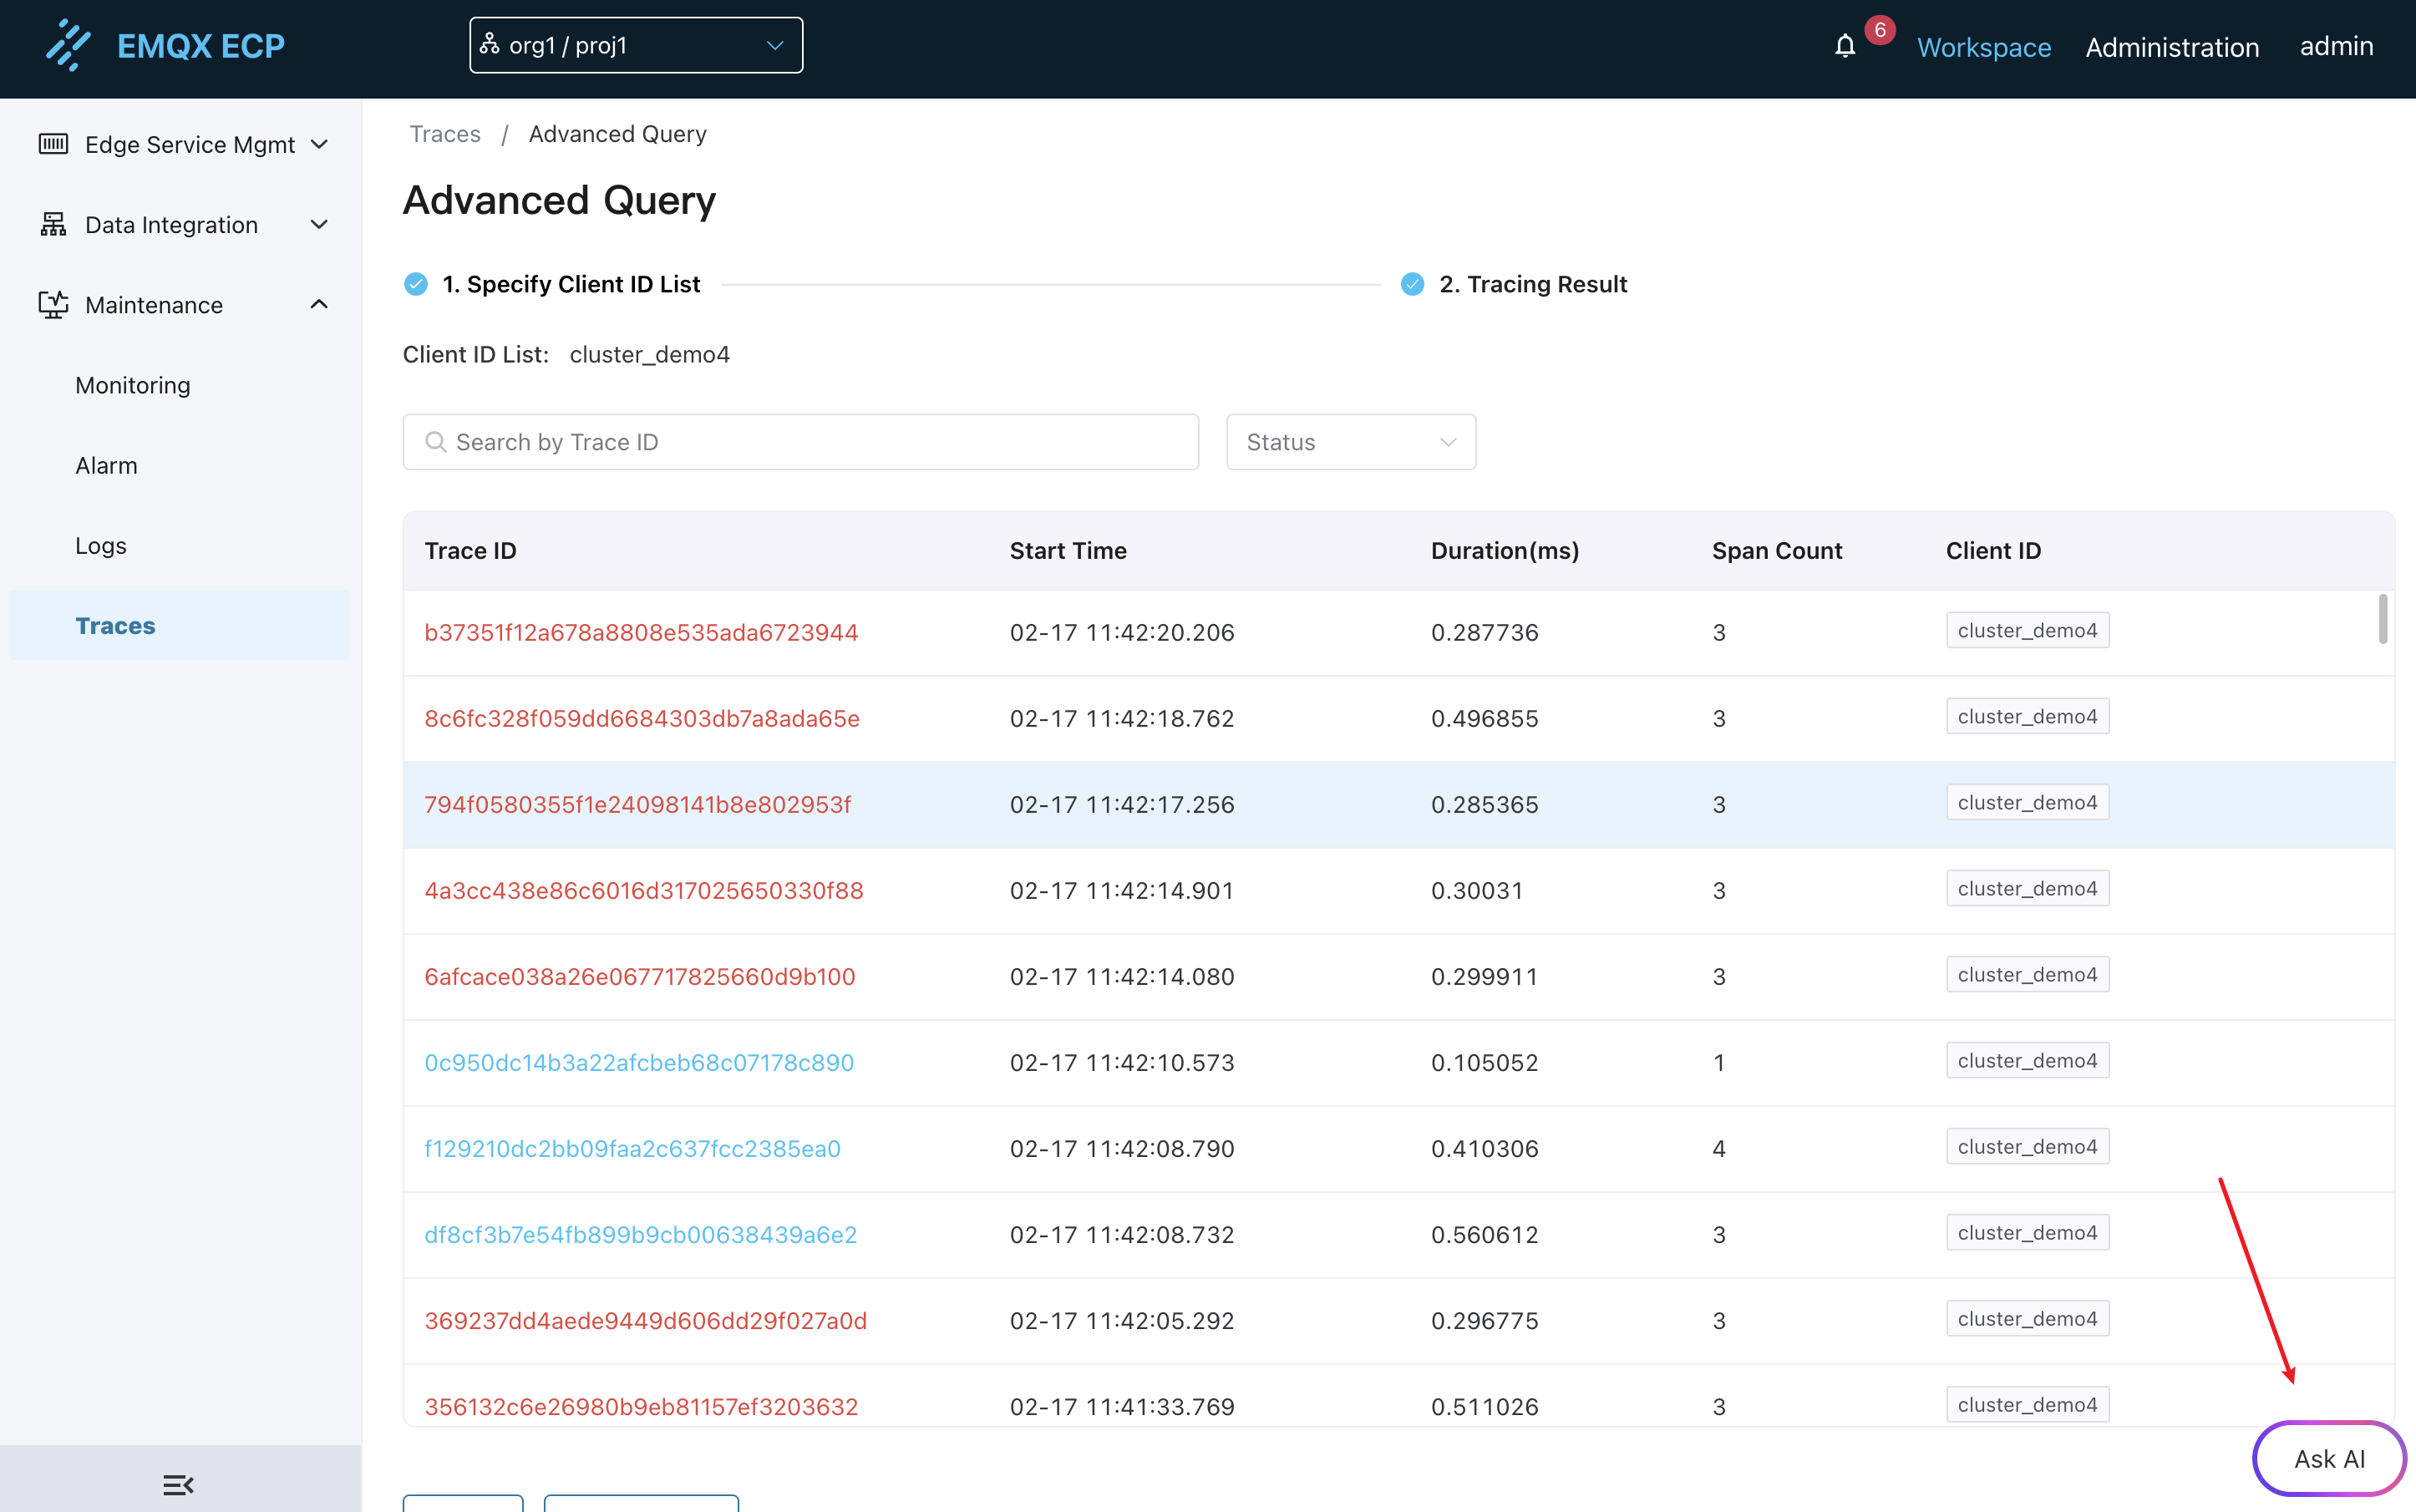 EMQX ECP
org1 / proj1
6
Workspace
Administration
admin
Edge Service Mgmt
Data Integration
Maintenance
Monitoring
Alarm
Logs
Traces
Traces / Advanced Query
Advanced Query
1. Specify Client ID List
2. Tracing Result
Client ID List: cluster_demo4
Search by Trace ID
Status
Trace ID Start Time Duration(ms) Span Count Client ID
b37351f12a678a8808e535ada6723944 02-17 11:42:20.206 0.287736 3 cluster_demo4
8c6fc328f059dd6684303db7a8ada65e 02-17 11:42:18.762 0.496855 3 cluster_demo4
794f0580355f1e24098141b8e802953f 02-17 11:42:17.256 0.285365 3 cluster_demo4
4a3cc438e86c6016d317025650330f88 02-17 11:42:14.901 0.30031 3 cluster_demo4
6afcace038a26e067717825660d9b100 02-17 11:42:14.080 0.299911 3 cluster_demo4
0c950dc14b3a22afcbeb68c07178c890 02-17 11:42:10.573 0.105052 1 cluster_demo4
f129210dc2bb09faa2c637fcc2385ea0 02-17 11:42:08.790 0.410306 4 cluster_demo4
df8cf3b7e54fb899b9cb00638439a6e2 02-17 11:42:08.732 0.560612 3 cluster_demo4
369237dd4aede9449d606dd29f027a0d 02-17 11:42:05.292 0.296775 3 cluster_demo4
356132c6e26980b9eb81157ef3203632 02-17 11:41:33.769 0.511026 3 cluster_demo4
Ask AI